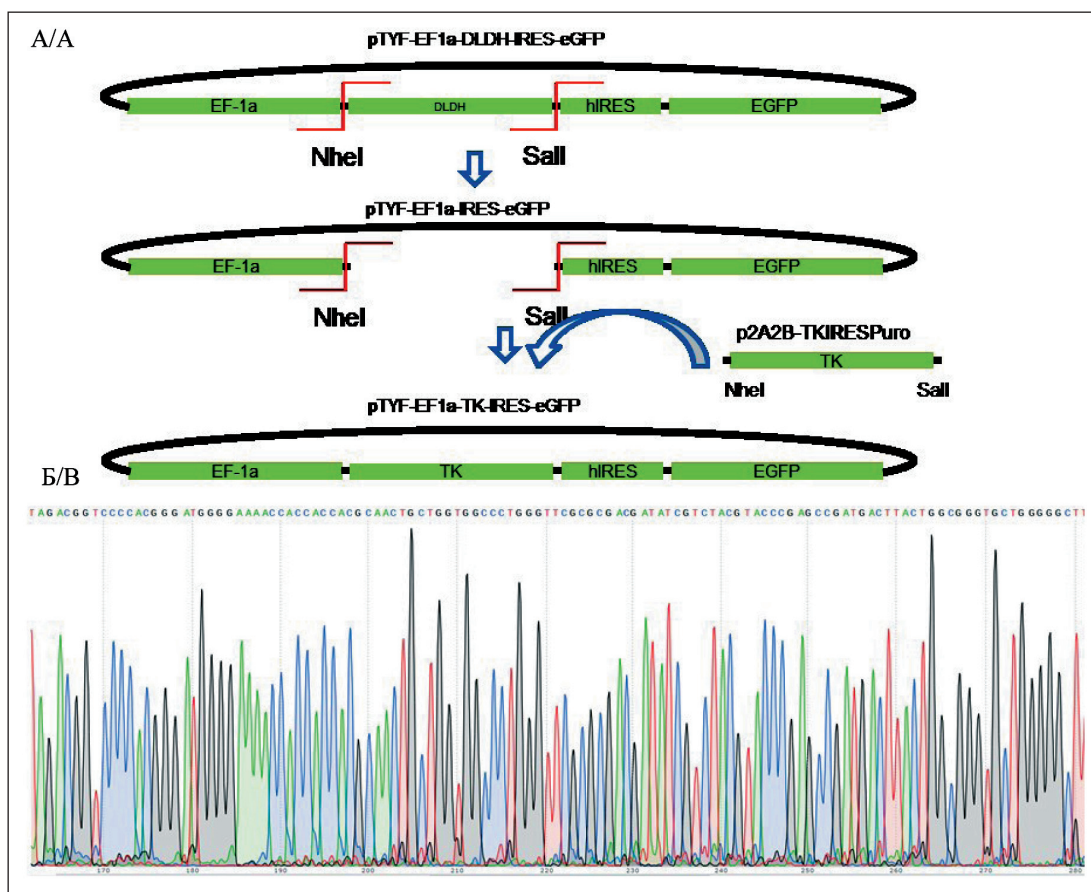 А/А
pTYF-EF1a-DLDH-IRES-eGFP
EF-1a DLDH hIRES EGFP
NheI SalI
pTYF-EF1a-IRES-eGFP
EF-1a hIRES EGFP
NheI SalI
p2A2B-TKIRESPuro
TK
NheI SalI
pTYF-EF1a-TK-IRES-eGFP
Б/В
EF-1a TK hIRES EGFP
TAGACGGTCCCCACGGGATGGGGAAAACCACCACCACGCAACTGCTGGTGGCCCTGGGTTCGCGCGACGATATCGTCTACGTACCCGAGCCGATGACTTACTGGCGGGTGCTGGGGGCTT
170 180 190 200 210 220 230 240 250 260 270 280